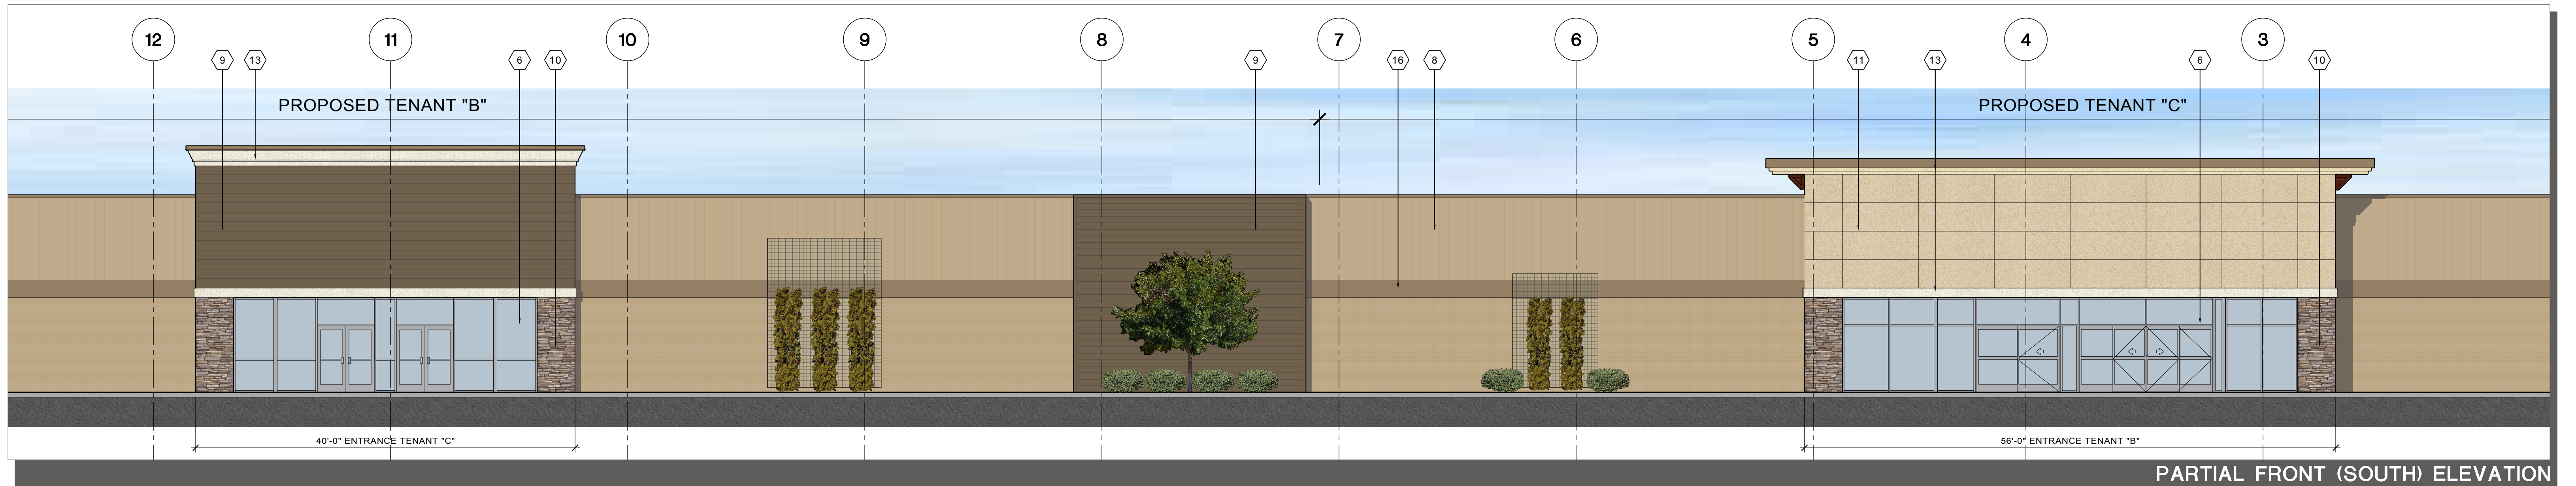 12 11 10 9 8 7 6 5 4 3
9 13 6 10 9 16 8 11 13 6 10
PROPOSED TENANT "B" PROPOSED TENANT "C"
40'-0" ENTRANCE TENANT "C" 56'-0" ENTRANCE TENANT "B"
PARTIAL FRONT (SOUTH) ELEVATION